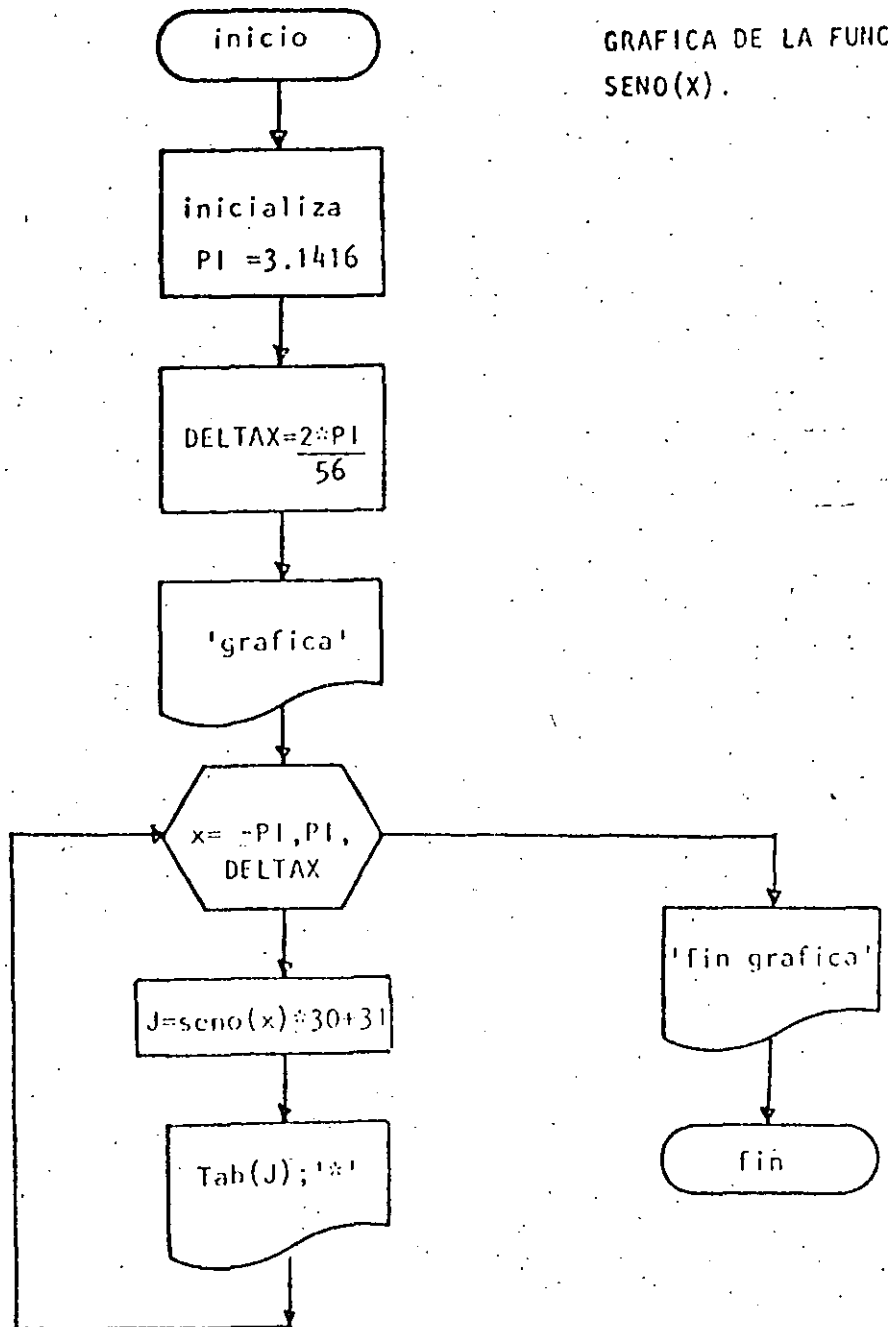 inicio
GRAFICA DE LA FUNC
SENO(X).
inicializa
PI =3.1416
DELTAX=2*PI
56
'grafica'
x= -PI,PI,
DELTAX
'fin grafica'
J=seno(x)*30+31
Tab(J);'*'
fin